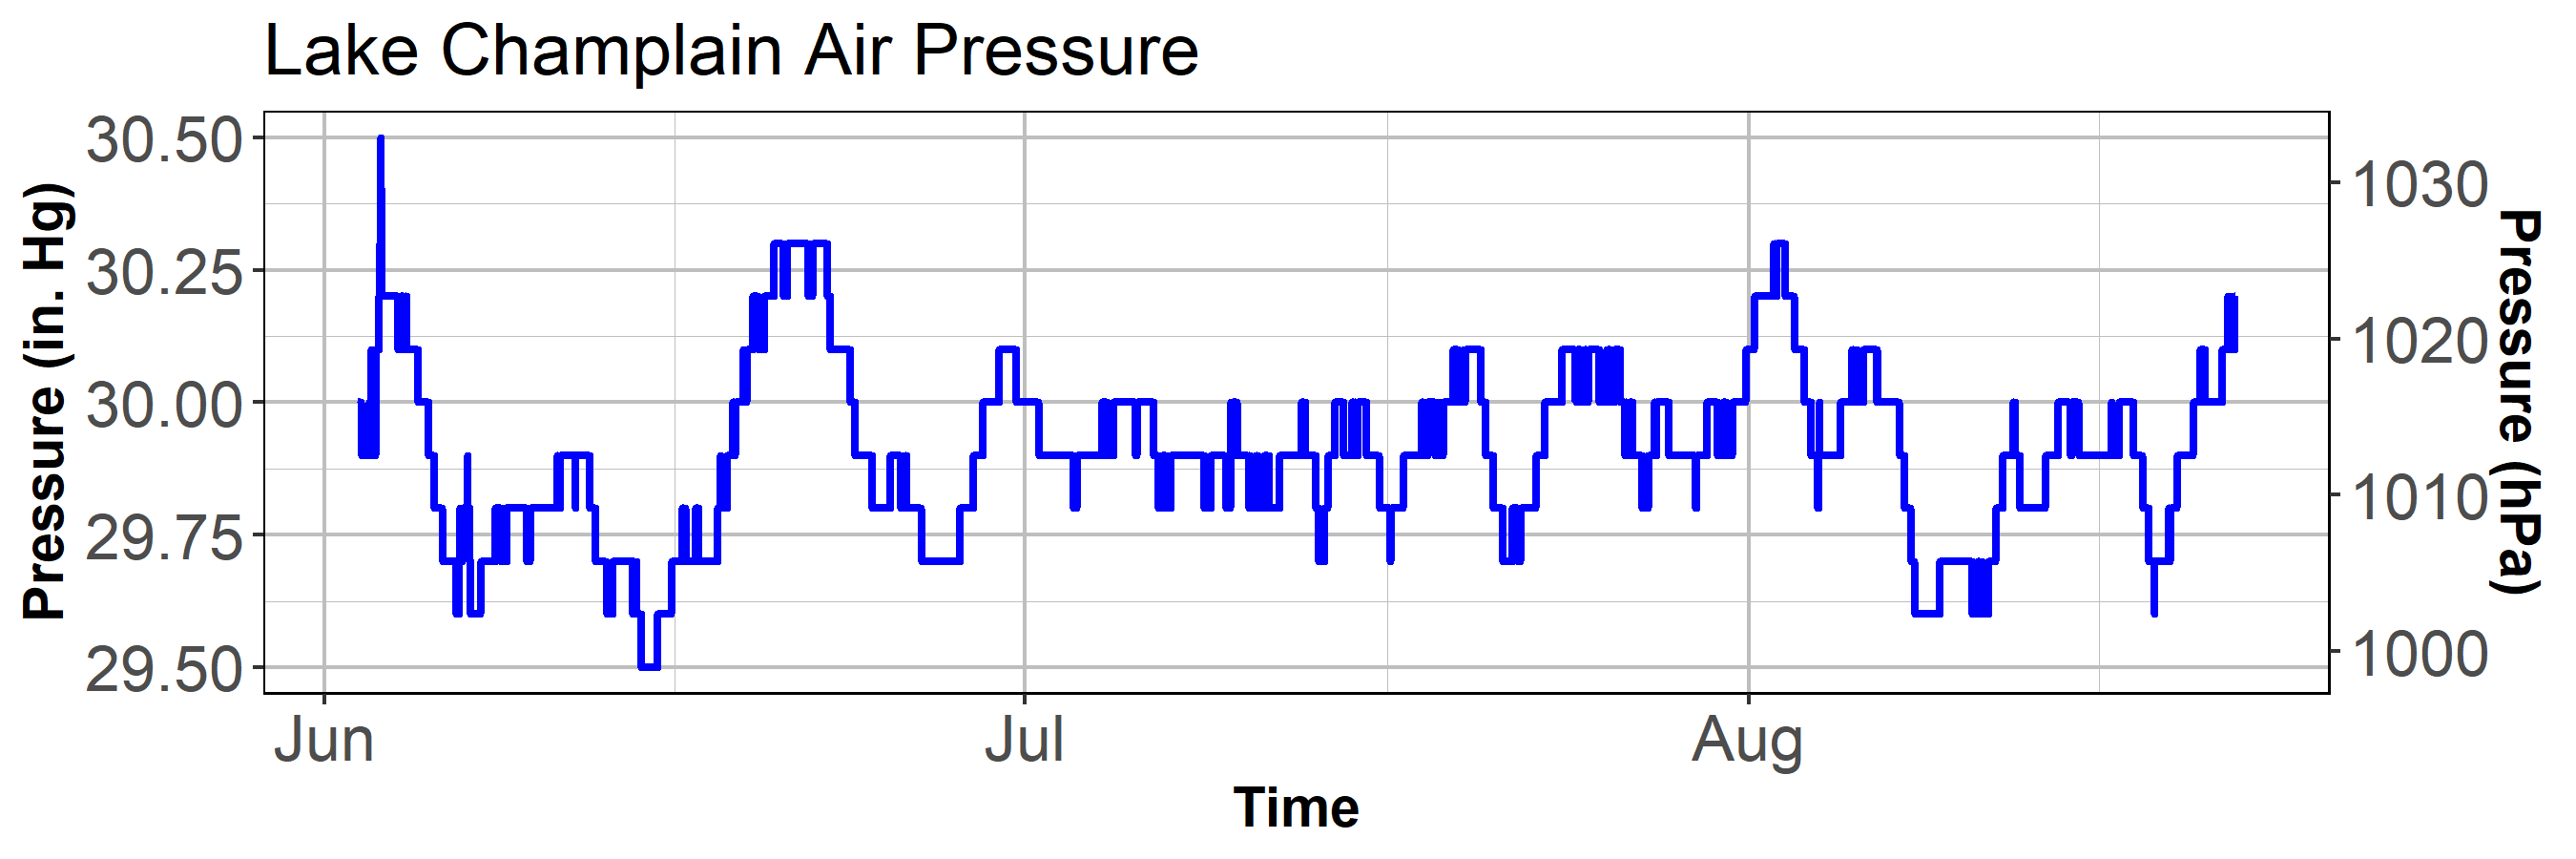 Lake Champlain Air Pressure
Pressure (in. Hg)
30.50
30.25
30.00
29.75
29.50
1030
1020
1010
1000
Pressure (hPa)
Jun Jul Aug
Time